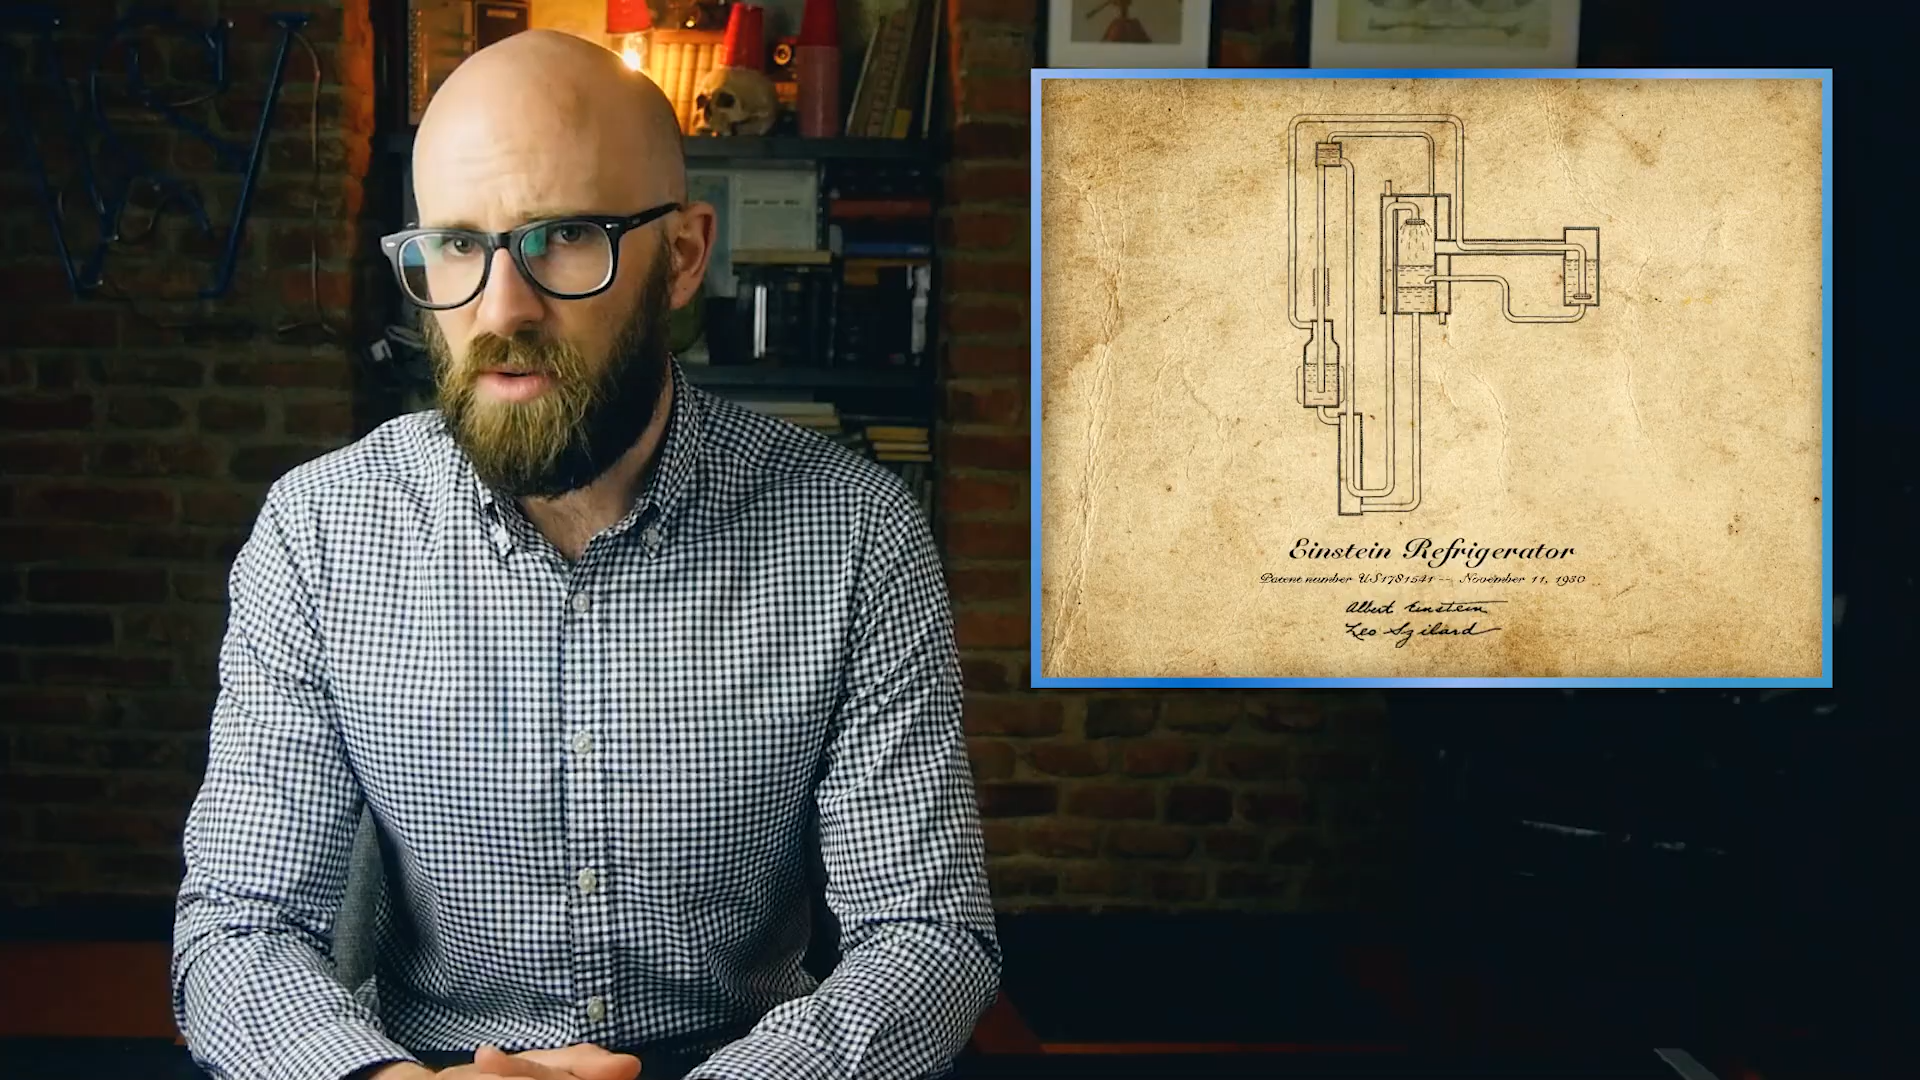 Einstein Refrigerator
Patent number US1781541 -- November 11, 1930
Albert Einstein
Leo Szilard